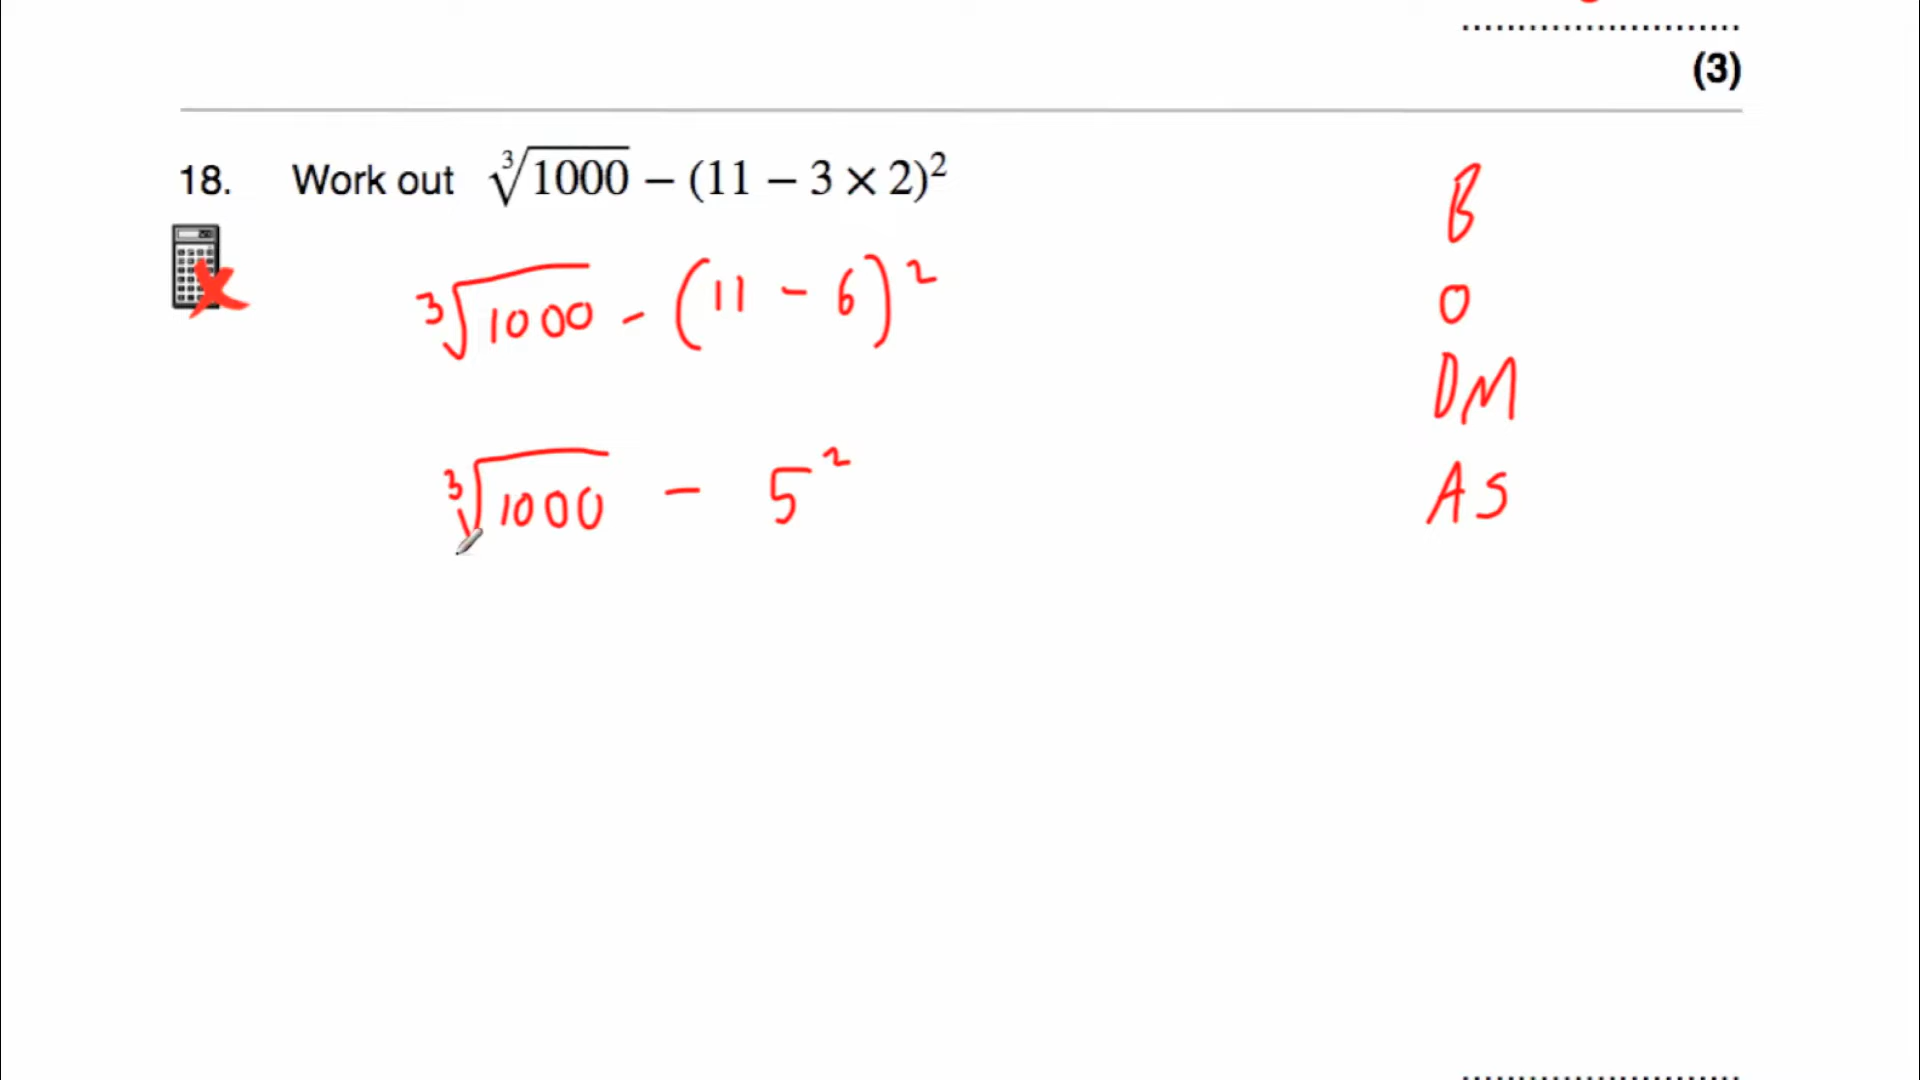 (3)
18. Work out ∛1000 − (11 − 3 × 2)²
∛1000 - (11 - 6)²
∛1000 - 5²
B
O
DM
AS